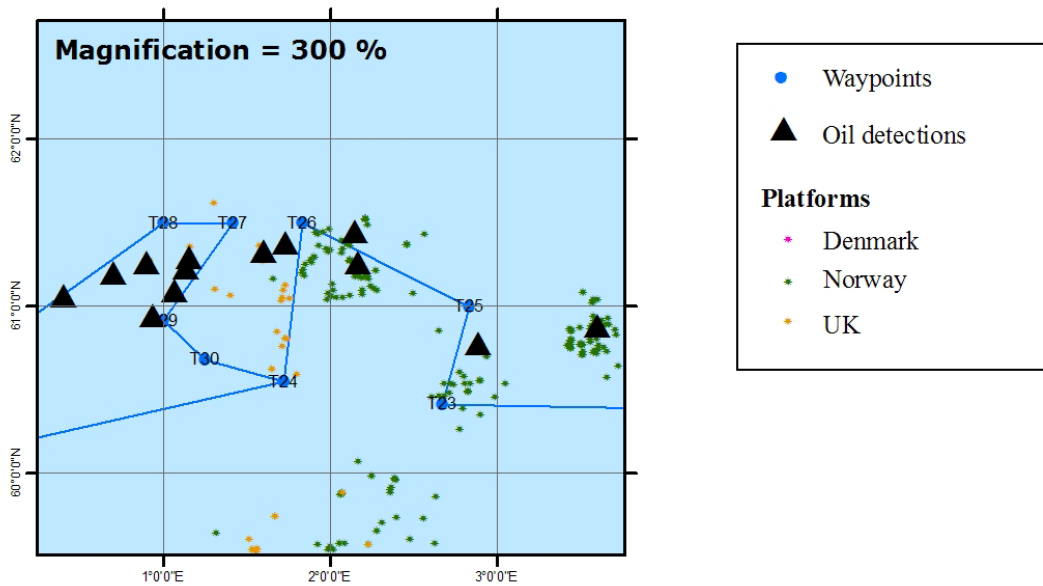 Magnification = 300 %
62°0'0"N
61°0'0"N
60°0'0"N
T28
T27
T26
T25
T29
T30
T24
T23
1°0'0"E
2°0'0"E
3°0'0"E
Waypoints
Oil detections
Platforms
Denmark
Norway
UK